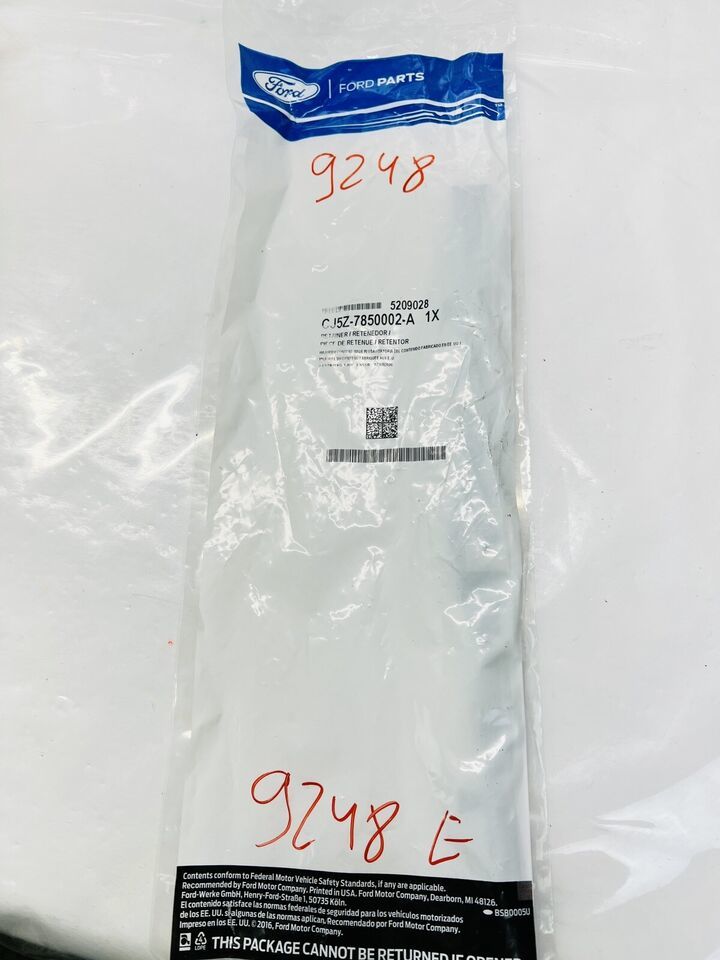 Ford | FORD PARTS
9248
5209028
CJ5Z-7850002-A 1X
RETAINER / RETENEDOR /
PIECE DE RETENUE / RETENTOR
9248 E
Contents conform to Federal Motor Vehicle Safety Standards, if any are applicable.
Recommended by Ford Motor Company. Printed in USA. Ford Motor Company, Dearborn, MI 48126.
Ford-Werke GmbH, Henry-Ford-Straße 1, 50735 Köln.
El contenido satisface las normas federales de seguridad para los vehículos motorizados
de los EE. UU. si algunas de las normas aplican. Recomendado por Ford Motor Company.
Impreso en los EE. UU. © 2016, Ford Motor Company.
BSB0005U
LDPE
THIS PACKAGE CANNOT BE RETURNED IF OPENED